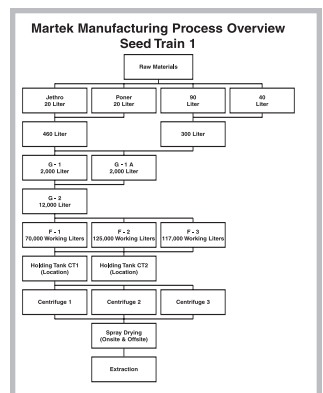 Martek Manufacturing Process Overview
Seed Train 1
Raw Materials
Jethro
20 Liter
Poner
20 Liter
90
Liter
40
Liter
460 Liter
300 Liter
G - 1
2,000 Liter
G - 1 A
2,000 Liter
G - 2
12,000 Liter
F - 1
70,000 Working Liters
F - 2
125,000 Working Liters
F - 3
117,000 Working Liters
Holding Tank CT1
(Location)
Holding Tank CT2
(Location)
Centrifuge 1
Centrifuge 2
Centrifuge 3
Spray Drying
(Onsite & Offsite)
Extraction